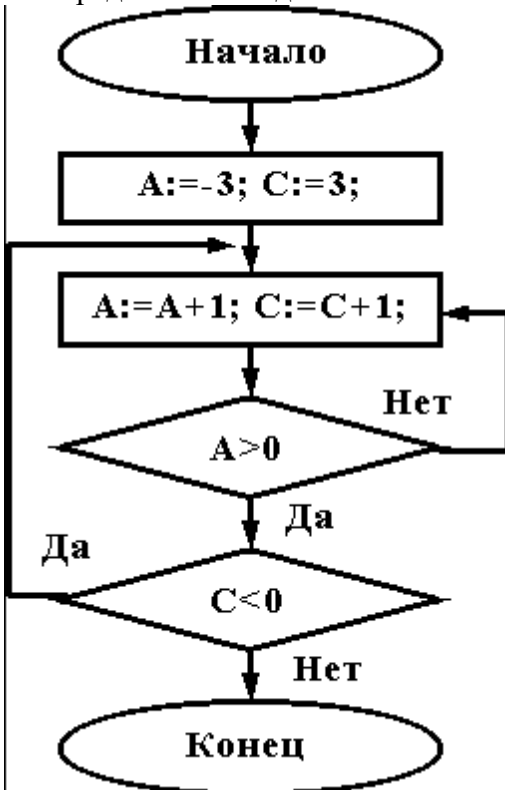 Начало
A:=-3; C:=3;
A:=A+1; C:=C+1;
Нет
A>0
Да
Да
C<0
Нет
Конец